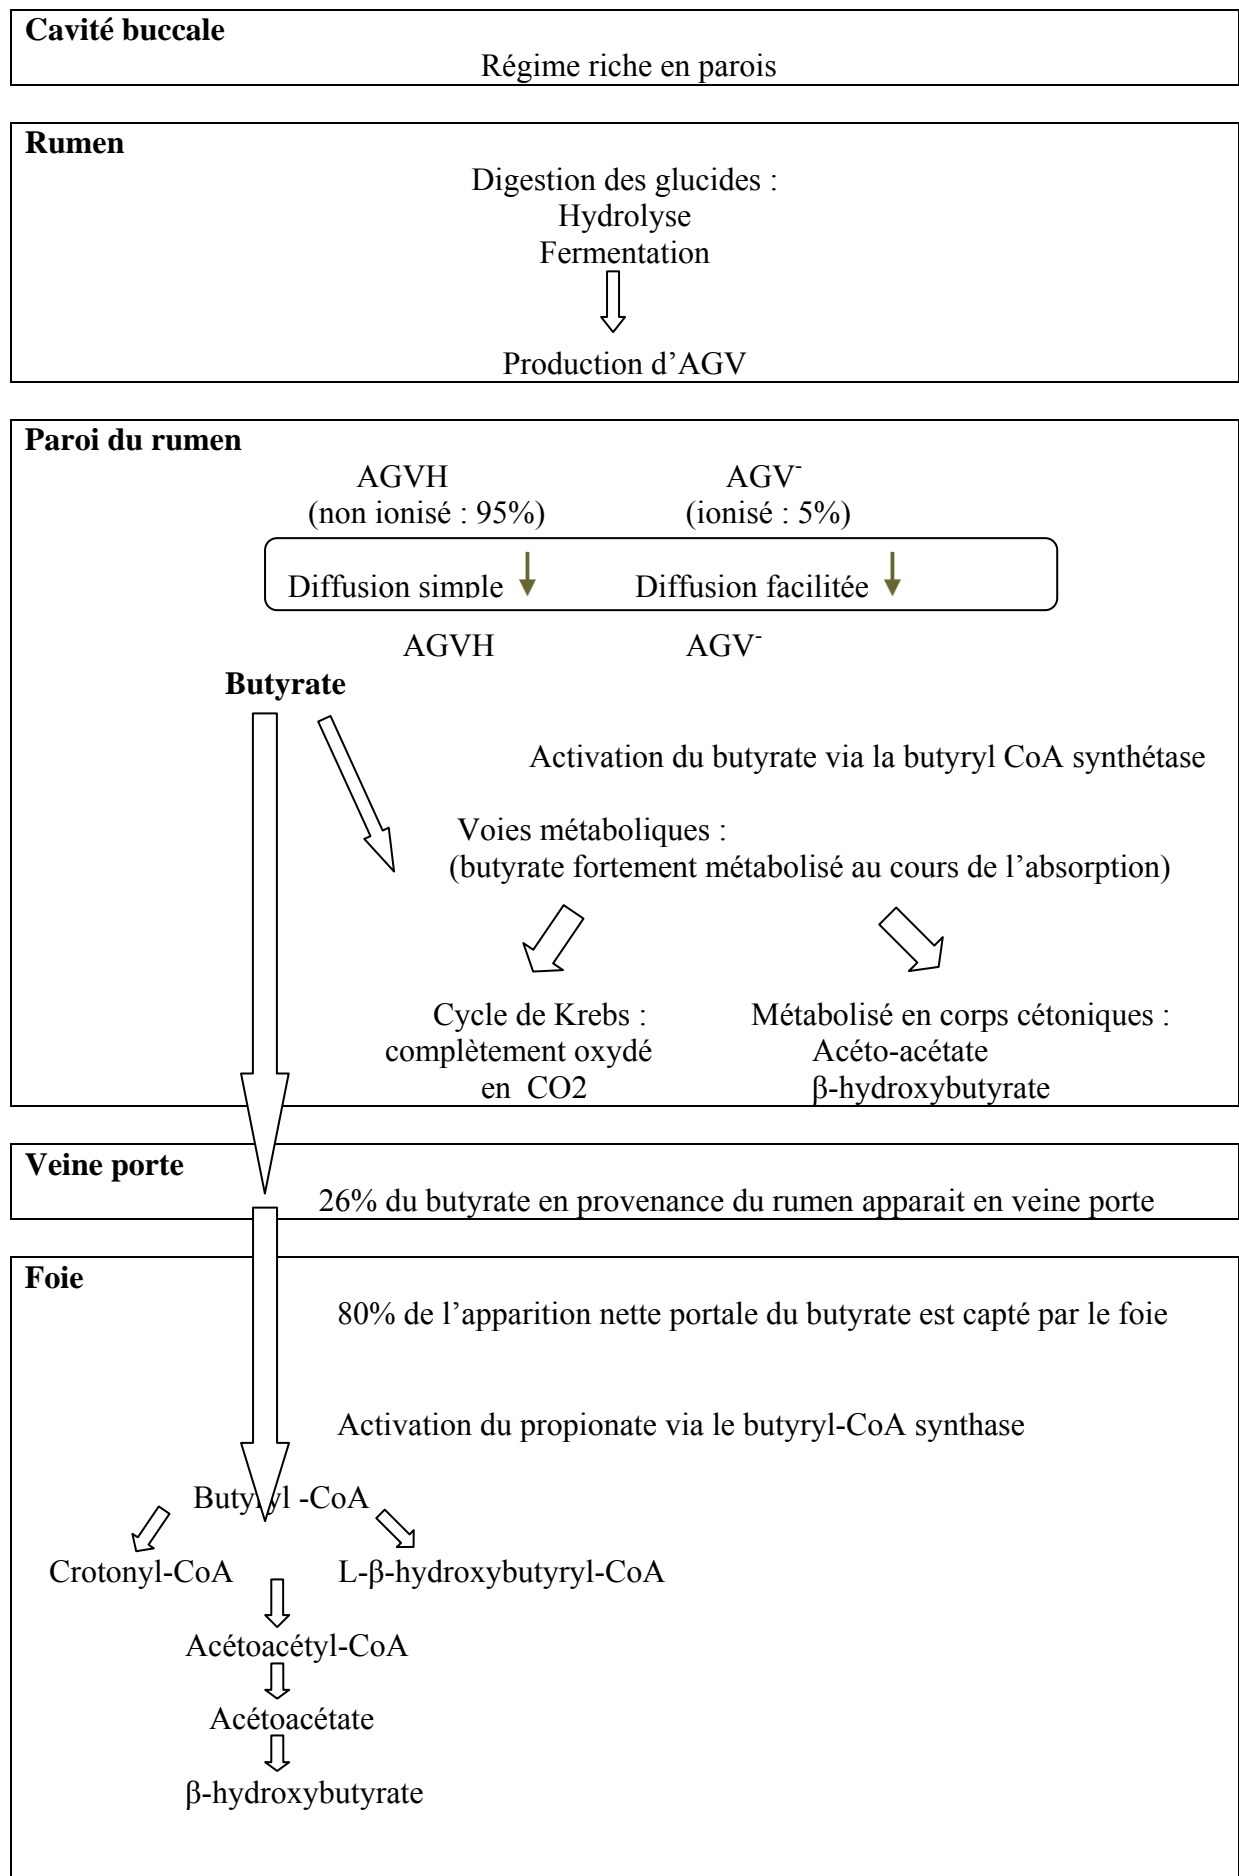 Cavité buccale
Régime riche en parois
Rumen
Digestion des glucides :
Hydrolyse
Fermentation
Production d’AGV
Paroi du rumen
AGVH AGV⁻
(non ionisé : 95%) (ionisé : 5%)
Diffusion simple Diffusion facilitée
AGVH AGV⁻
Butyrate
Activation du butyrate via la butyryl CoA synthétase
Voies métaboliques :
(butyrate fortement métabolisé au cours de l’absorption)
Cycle de Krebs : Métabolisé en corps cétoniques :
complètement oxydé Acéto-acétate
en CO2 β-hydroxybutyrate
Veine porte
26% du butyrate en provenance du rumen apparait en veine porte
Foie
80% de l’apparition nette portale du butyrate est capté par le foie
Activation du propionate via le butyryl-CoA synthase
Butyryl -CoA
Crotonyl-CoA L-β-hydroxybutyryl-CoA
Acétoacétyl-CoA
Acétoacétate
β-hydroxybutyrate